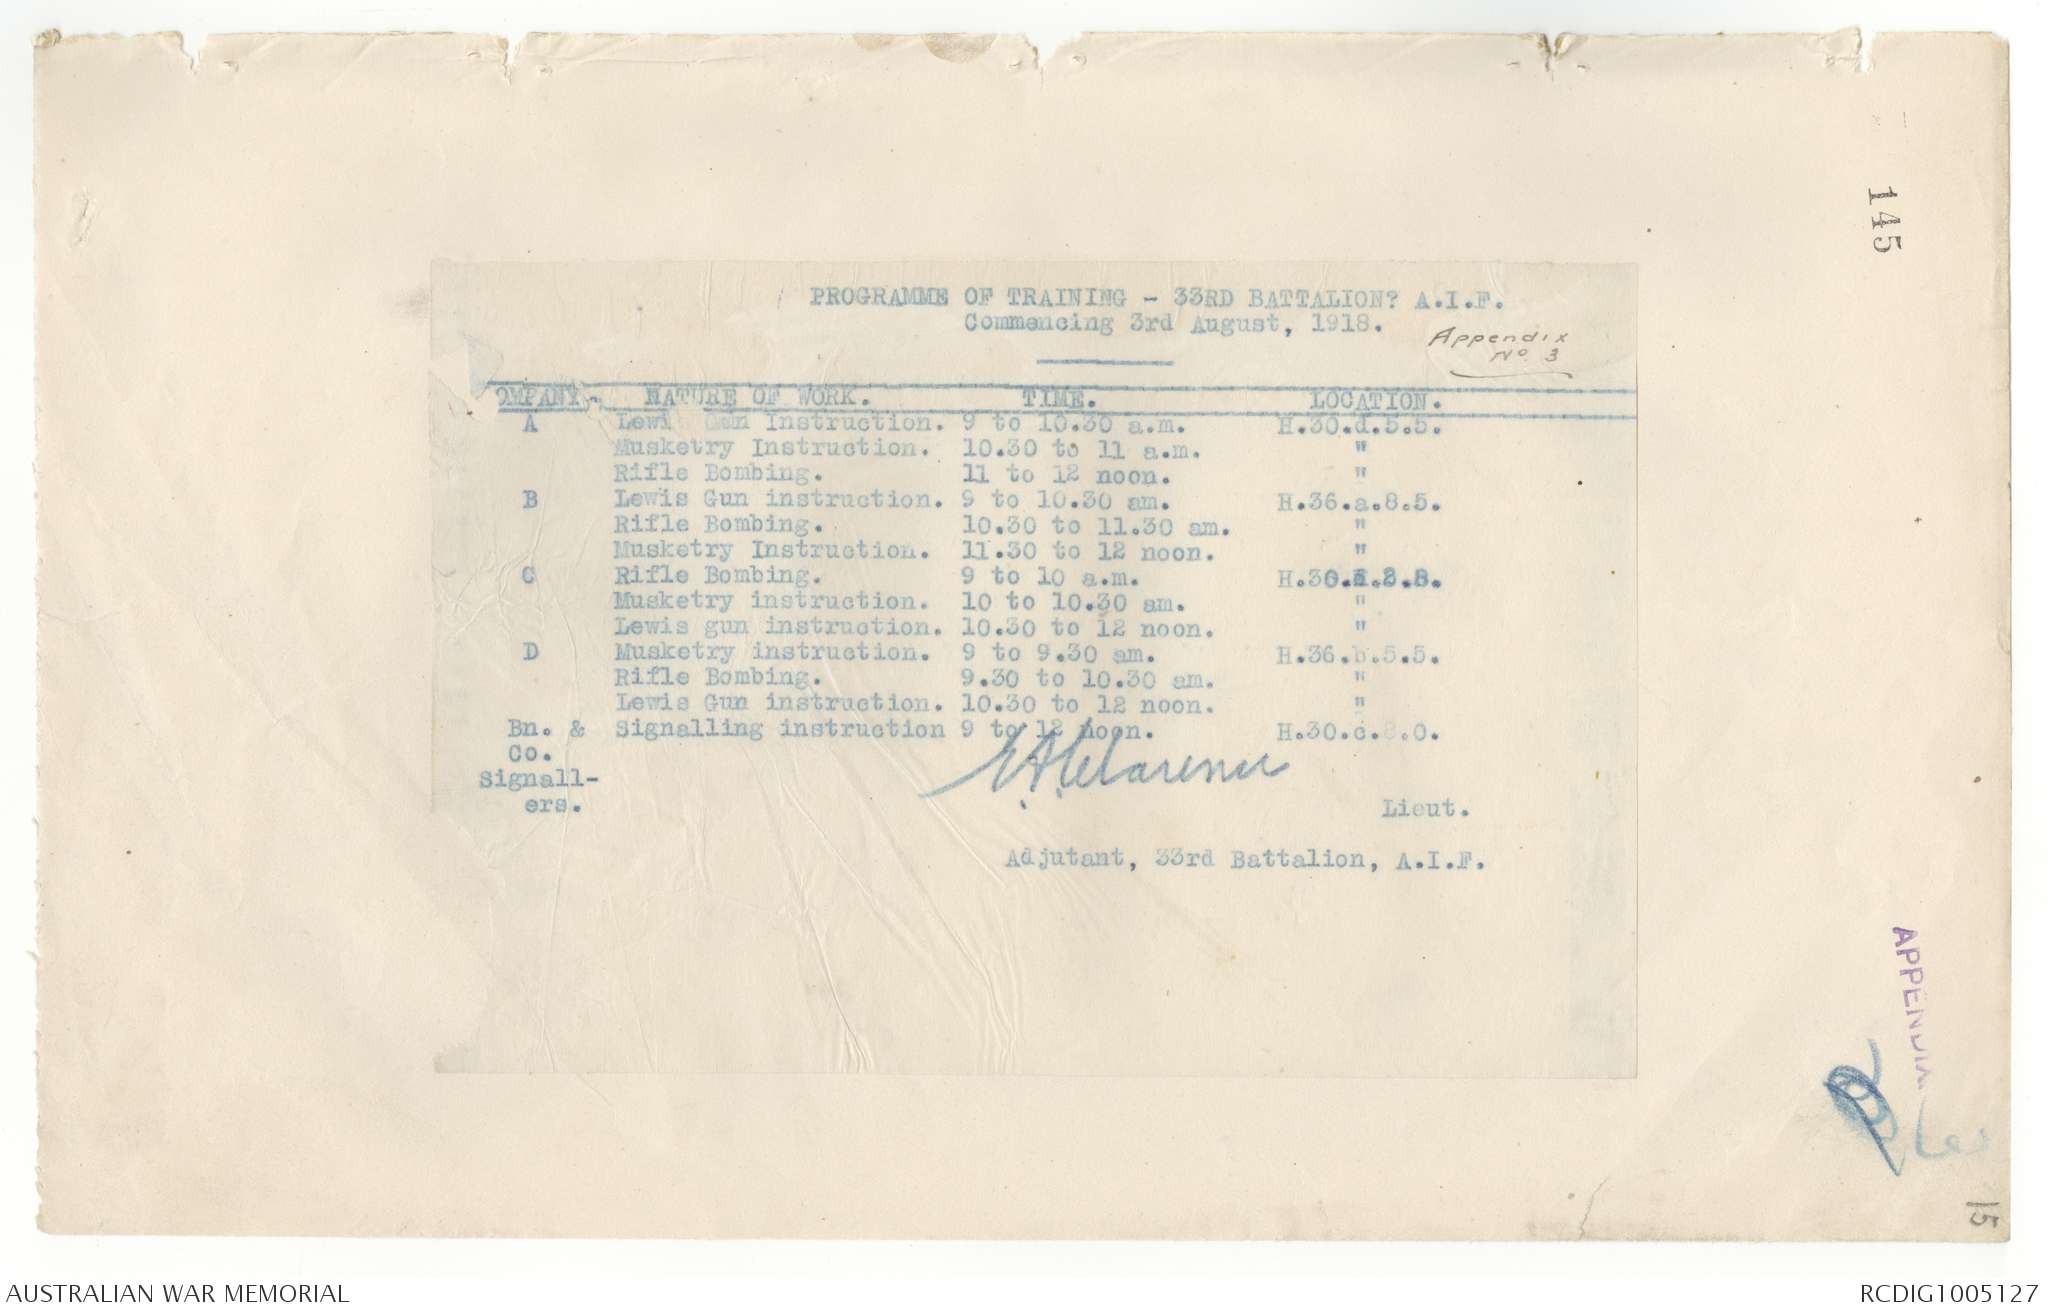 145
PROGRAMME OF TRAINING - 33RD BATTALION? A.I.F.
Commencing 3rd August, 1918.
Appendix
No 3
OMPANY. NATURE OF WORK. TIME. LOCATION.
A Lewis Gun Instruction. 9 to 10.30 a.m. H.30.d.5.5.
Musketry Instruction. 10.30 to 11 a.m. "
Rifle Bombing. 11 to 12 noon. "
B Lewis Gun instruction. 9 to 10.30 am. H.36.a.8.5.
Rifle Bombing. 10.30 to 11.30 am. "
Musketry Instruction. 11.30 to 12 noon. "
C Rifle Bombing. 9 to 10 a.m.
Musketry instruction. 10 to 10.30 am. "
Lewis gun instruction. 10.30 to 12 noon. "
D Musketry instruction. 9 to 9.30 am. H.36.b.5.5.
Rifle Bombing. 9.30 to 10.30 am. "
Lewis Gun instruction. 10.30 to 12 noon. "
Bn. & Signalling instruction 9 to 12 noon. H.30.c.8.0.
Co.
Signall-
ers.
Lieut.
Adjutant, 33rd Battalion, A.I.F.
APPENDIX
15
AUSTRALIAN WAR MEMORIAL
RCDIG1005127